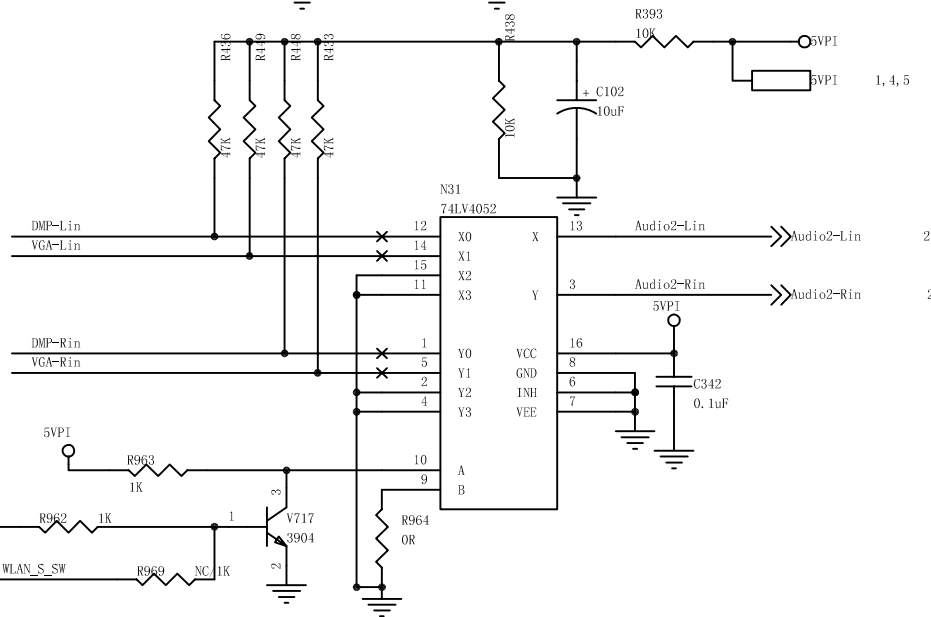 R393
10K
5VPI
5VPI 1,4,5
R436
R449
R448
R433
R438
47K
47K
47K
47K
10K
+ C102
10uF
N31
74LV4052
DMP-Lin
VGA-Lin
DMP-Rin
VGA-Rin
12 X0
14 X1
15 X2
11 X3
1 Y0
5 Y1
2 Y2
4 Y3
10 A
9 B
X 13
Y 3
VCC 16
GND 8
INH 6
VEE 7
Audio2-Lin
Audio2-Lin 2
Audio2-Rin
Audio2-Rin 2
5VPI
C342
0.1uF
5VPI
R963
1K
R962 1K
1
3
V717
3904
2
R964
0R
WLAN_S_SW
R969 NC/1K